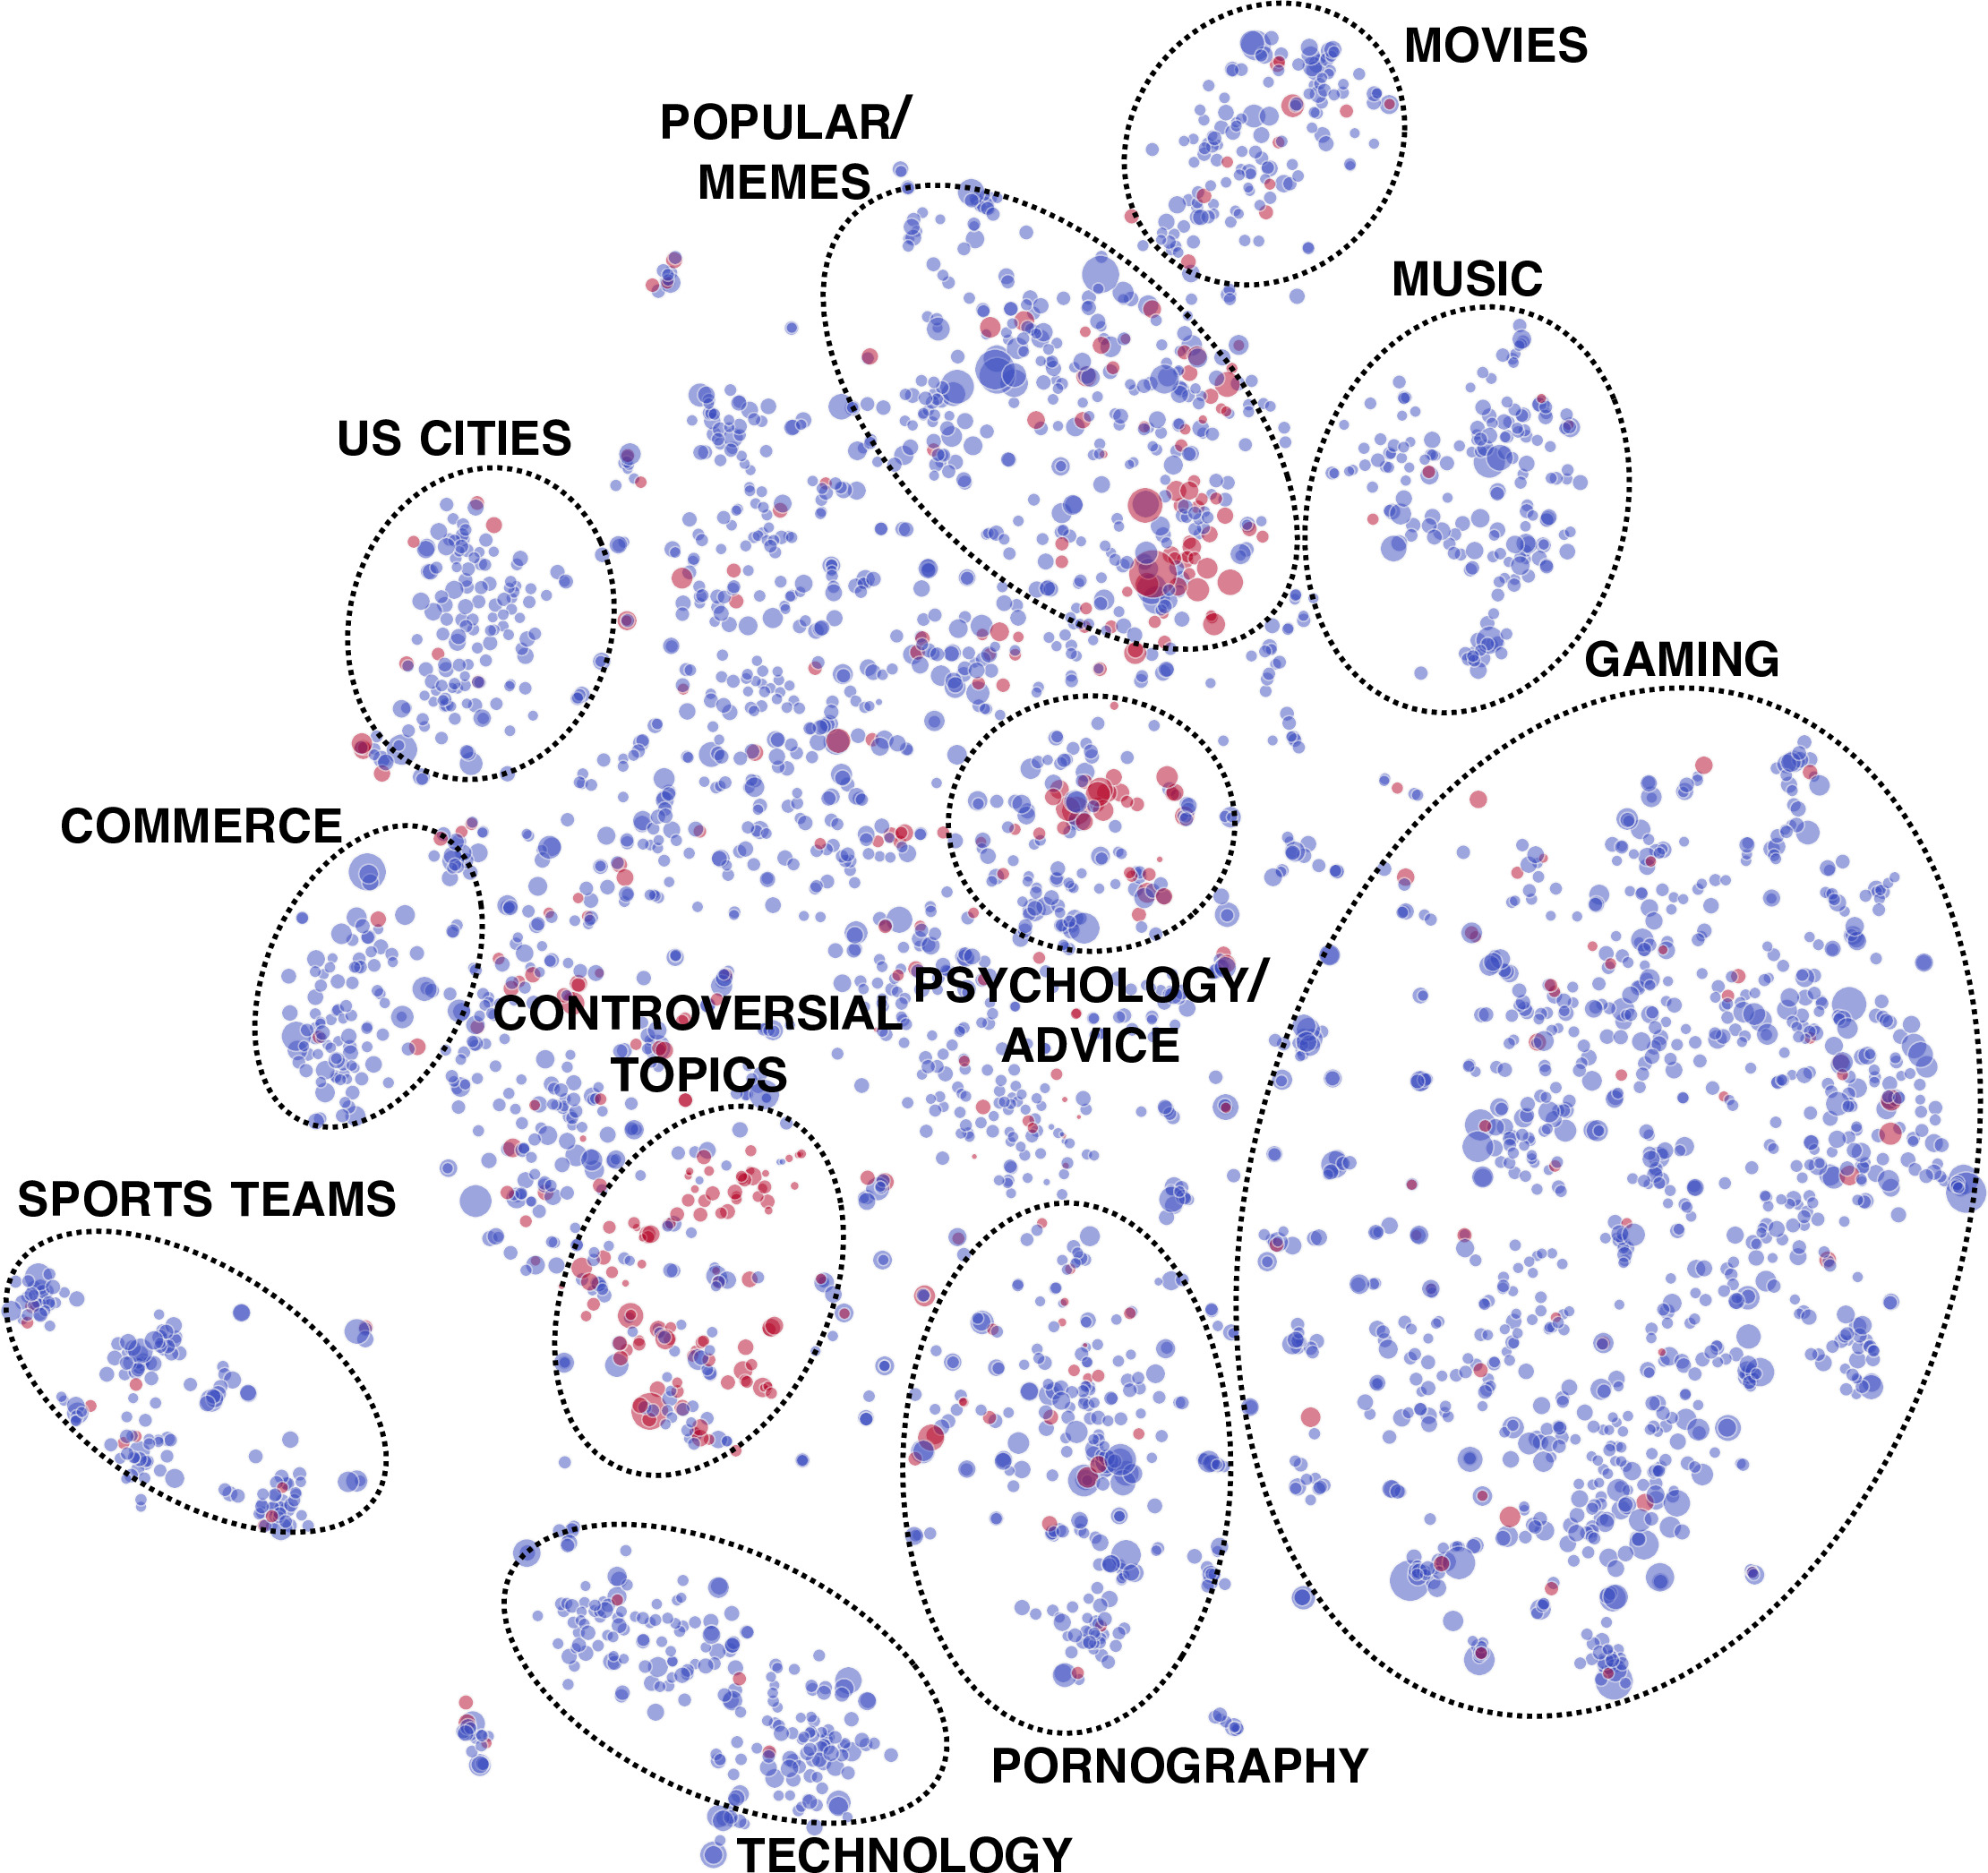 MOVIES
POPULAR/
MEMES
MUSIC
US CITIES
GAMING
COMMERCE
PSYCHOLOGY/
ADVICE
CONTROVERSIAL
TOPICS
SPORTS TEAMS
PORNOGRAPHY
TECHNOLOGY